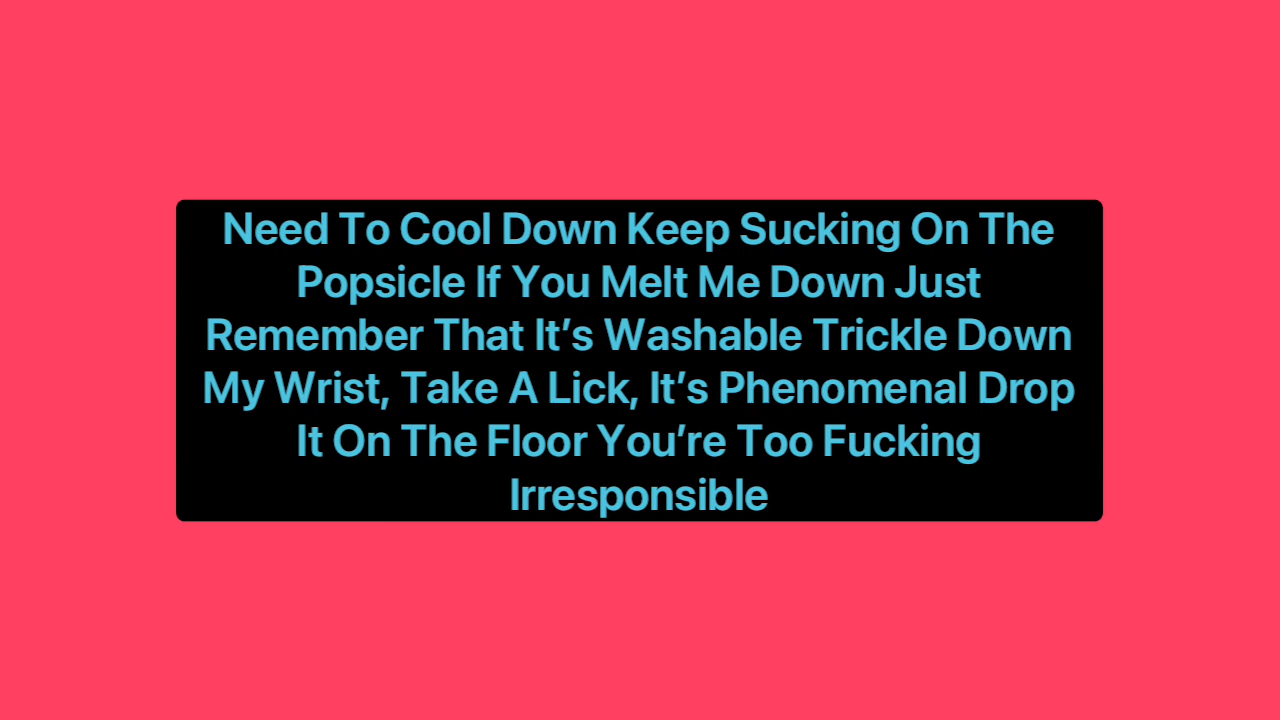 Need To Cool Down Keep Sucking On The
Popsicle If You Melt Me Down Just
Remember That It’s Washable Trickle Down
My Wrist, Take A Lick, It’s Phenomenal Drop
It On The Floor You’re Too Fucking
Irresponsible